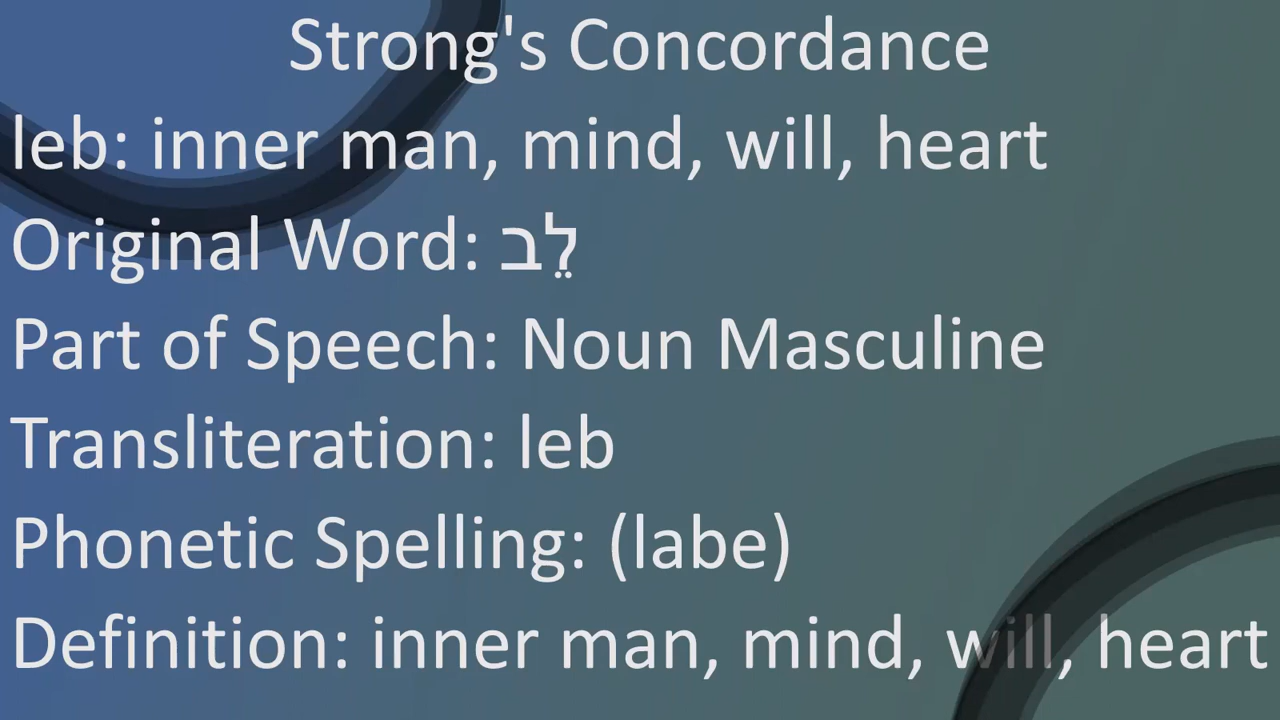 Strong's Concordance
leb: inner man, mind, will, heart
Original Word: לֵב
Part of Speech: Noun Masculine
Transliteration: leb
Phonetic Spelling: (labe)
Definition: inner man, mind, will, heart